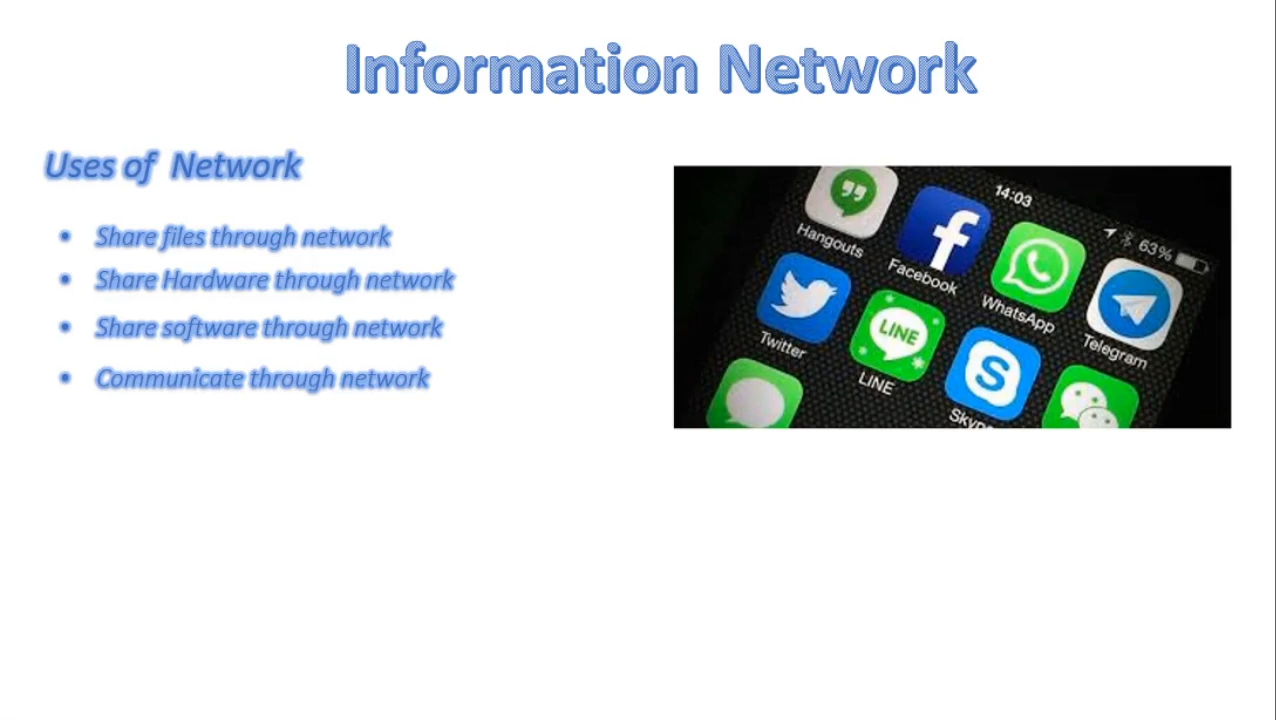 Information Network
Uses of Network
• Share files through network
• Share Hardware through network
• Share software through network
• Communicate through network
14:03
63%
Hangouts
Facebook
WhatsApp
Telegram
Twitter
LINE
LINE